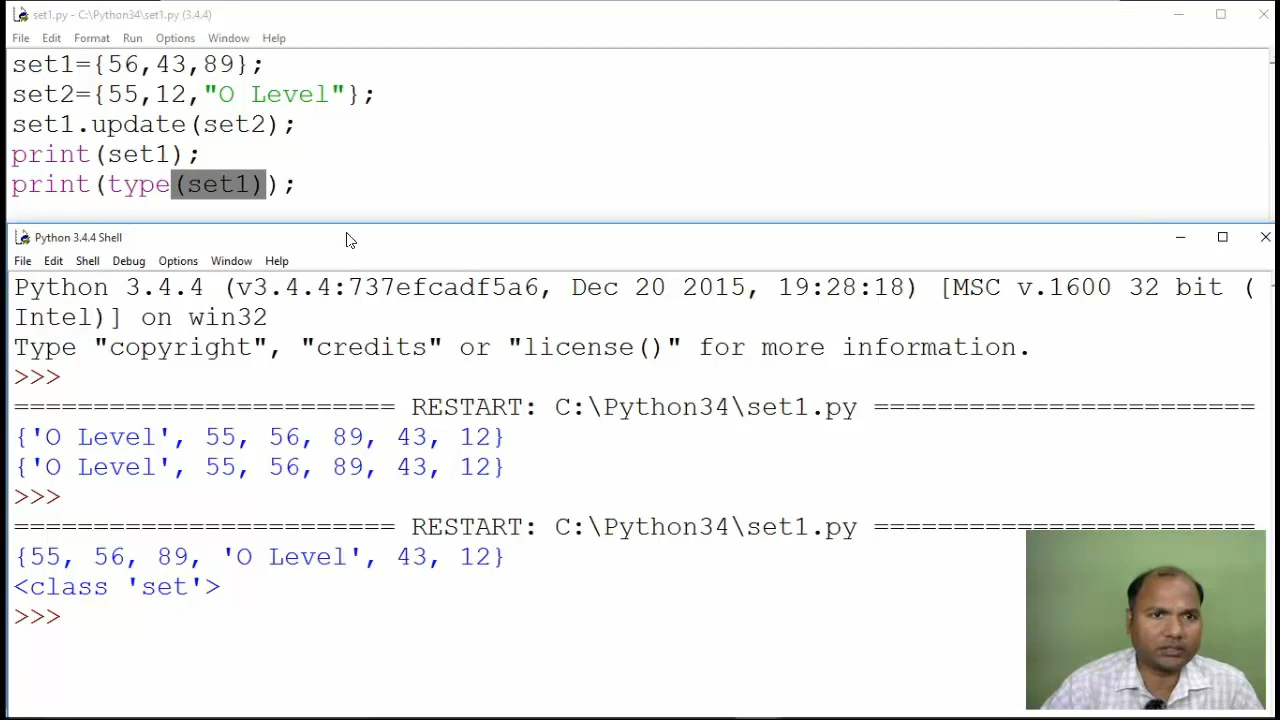 set1.py - C:\Python34\set1.py (3.4.4)
File Edit Format Run Options Window Help
set1={56,43,89};
set2={55,12,"O Level"};
set1.update(set2);
print(set1);
print(type(set1));
Python 3.4.4 Shell
File Edit Shell Debug Options Window Help
Python 3.4.4 (v3.4.4:737efcadf5a6, Dec 20 2015, 19:28:18) [MSC v.1600 32 bit (
Intel)] on win32
Type "copyright", "credits" or "license()" for more information.
>>>
======================== RESTART: C:\Python34\set1.py ========================
{'O Level', 55, 56, 89, 43, 12}
{'O Level', 55, 56, 89, 43, 12}
>>>
======================== RESTART: C:\Python34\set1.py ========================
{55, 56, 89, 'O Level', 43, 12}
<class 'set'>
>>>